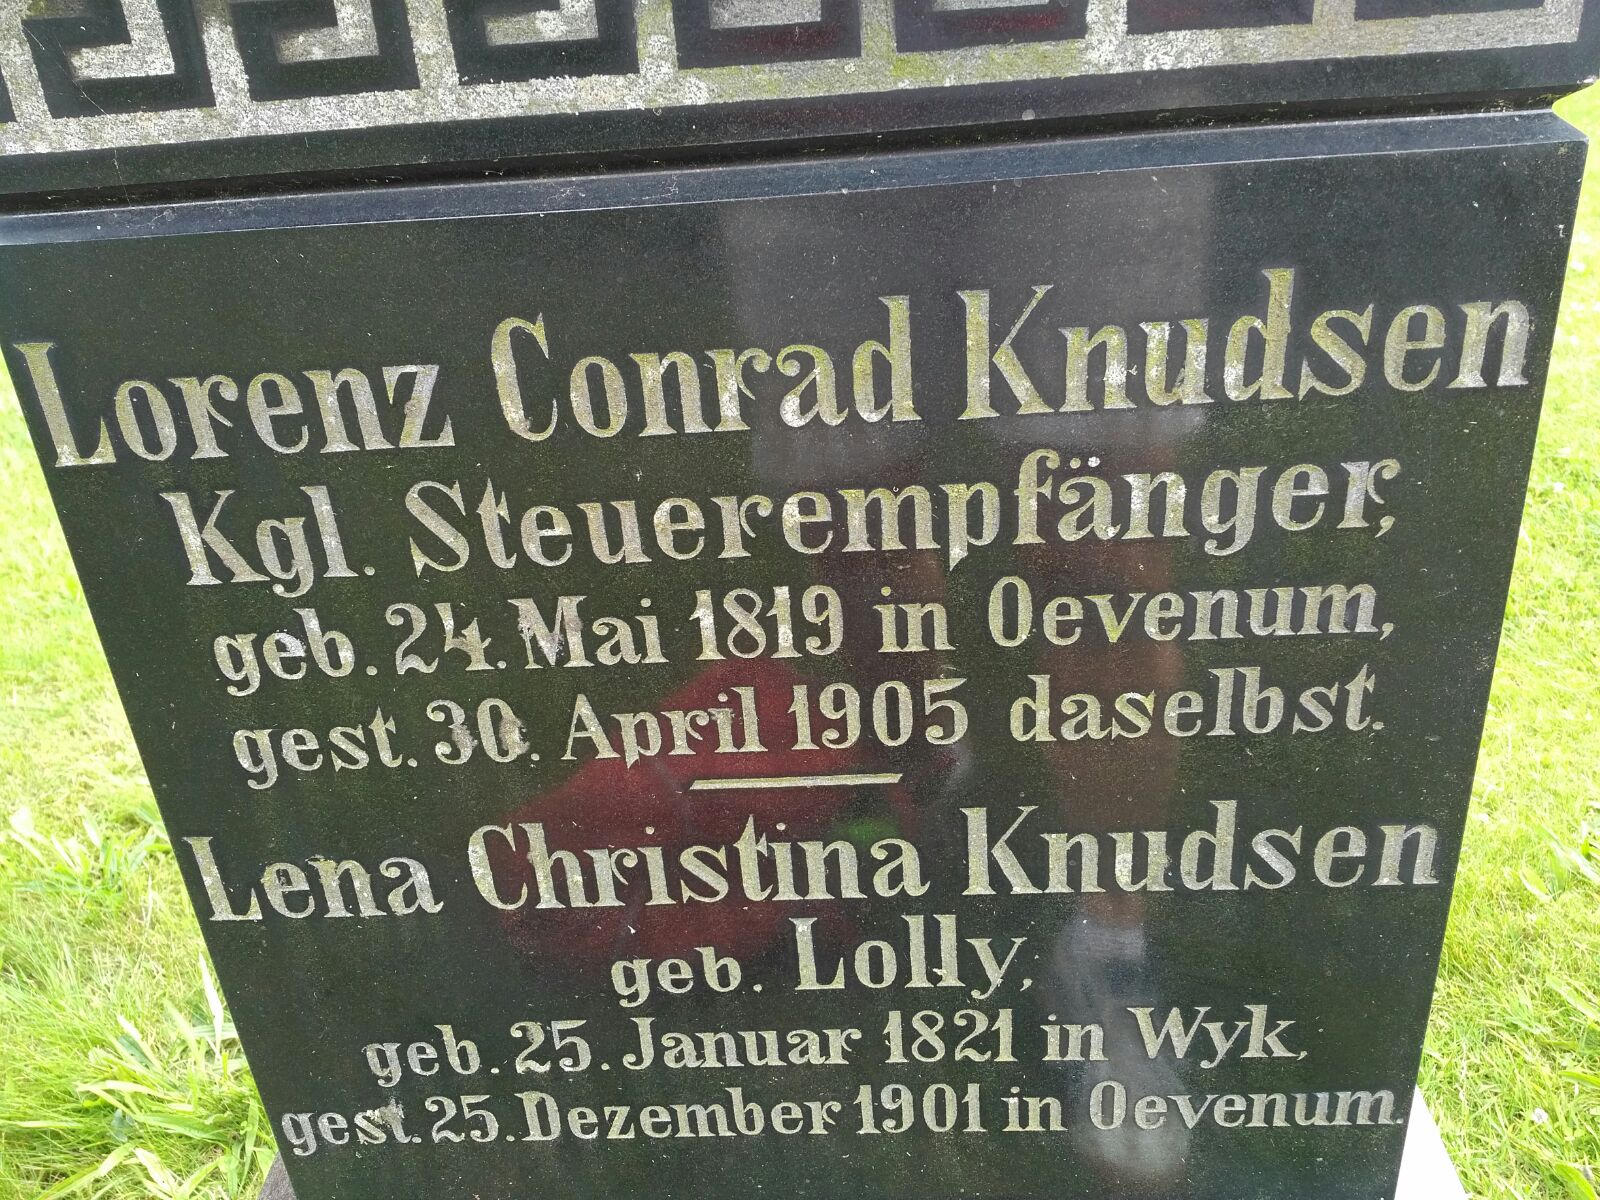 Lorenz Conrad Knudsen
Kgl. Steuerempfänger,
geb. 24. Mai 1819 in Oevenum,
gest. 30. April 1905 daselbst.
Lena Christina Knudsen
geb. Lolly,
geb. 25. Januar 1821 in Wyk,
gest. 25. Dezember 1901 in Oevenum.